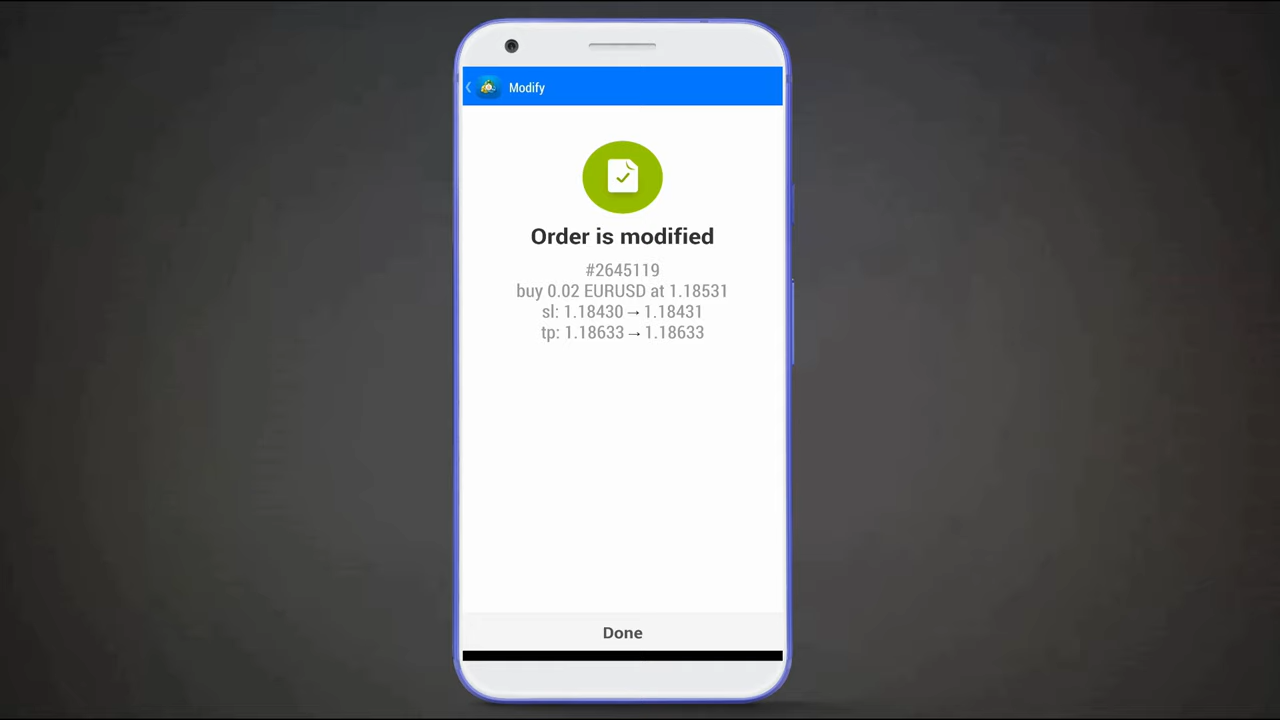 Modify
Order is modified
#2645119
buy 0.02 EURUSD at 1.18531
sl: 1.18430 → 1.18431
tp: 1.18633 → 1.18633
Done